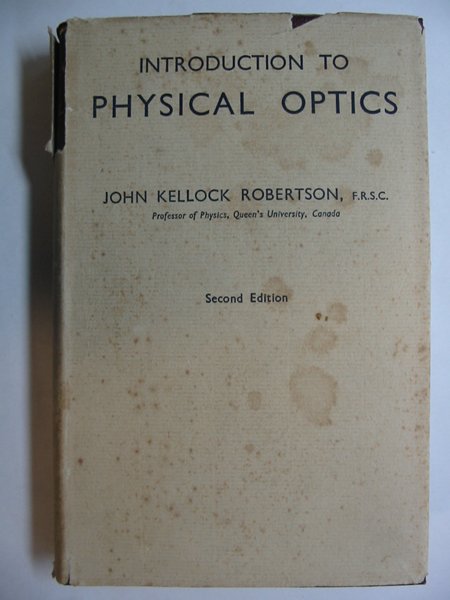 INTRODUCTION TO
PHYSICAL OPTICS
JOHN KELLOCK ROBERTSON, F.R.S.C.
Professor of Physics, Queen's University, Canada
Second Edition